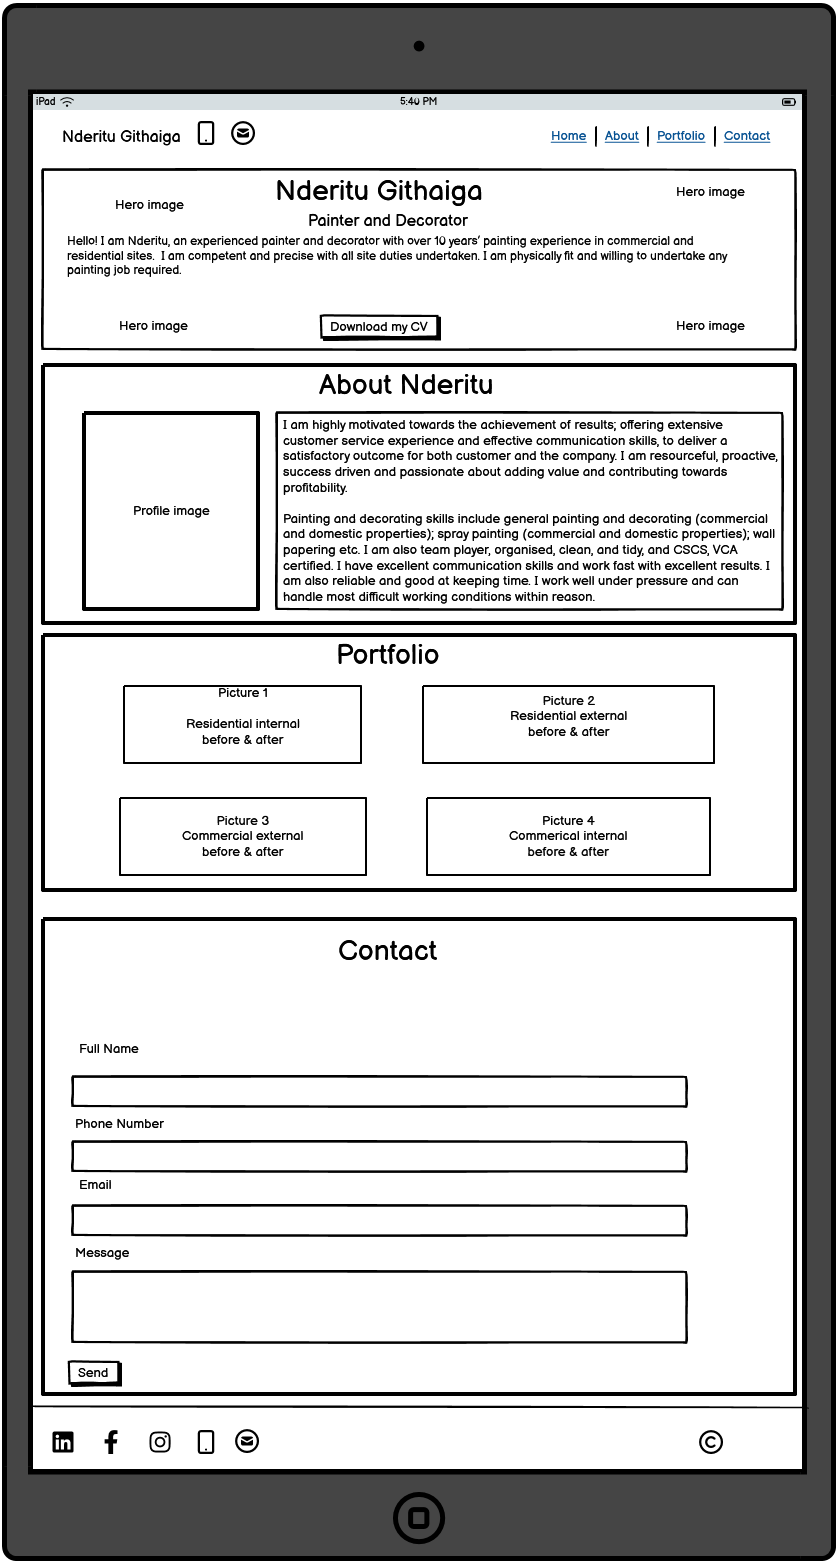 iPad 5:40 PM
Nderitu Githaiga
Home About Portfolio Contact
Hero image
Nderitu Githaiga
Hero image
Painter and Decorator
Hello! I am Nderitu, an experienced painter and decorator with over 10 years' painting experience in commercial and
residential sites. I am competent and precise with all site duties undertaken. I am physically fit and willing to undertake any
painting job required.
Hero image
Download my CV
Hero image
About Nderitu
Profile image
I am highly motivated towards the achievement of results; offering extensive
customer service experience and effective communication skills, to deliver a
satisfactory outcome for both customer and the company. I am resourceful, proactive,
success driven and passionate about adding value and contributing towards
profitability.
Painting and decorating skills include general painting and decorating (commercial
and domestic properties); spray painting (commercial and domestic properties); wall
papering etc. I am also team player, organised, clean, and tidy, and CSCS, VCA
certified. I have excellent communication skills and work fast with excellent results. I
am also reliable and good at keeping time. I work well under pressure and can
handle most difficult working conditions within reason.
Portfolio
Picture 1
Residential internal
before & after
Picture 2
Residential external
before & after
Picture 3
Commercial external
before & after
Picture 4
Commerical internal
before & after
Contact
Full Name
Phone Number
Email
Message
Send
in f ©